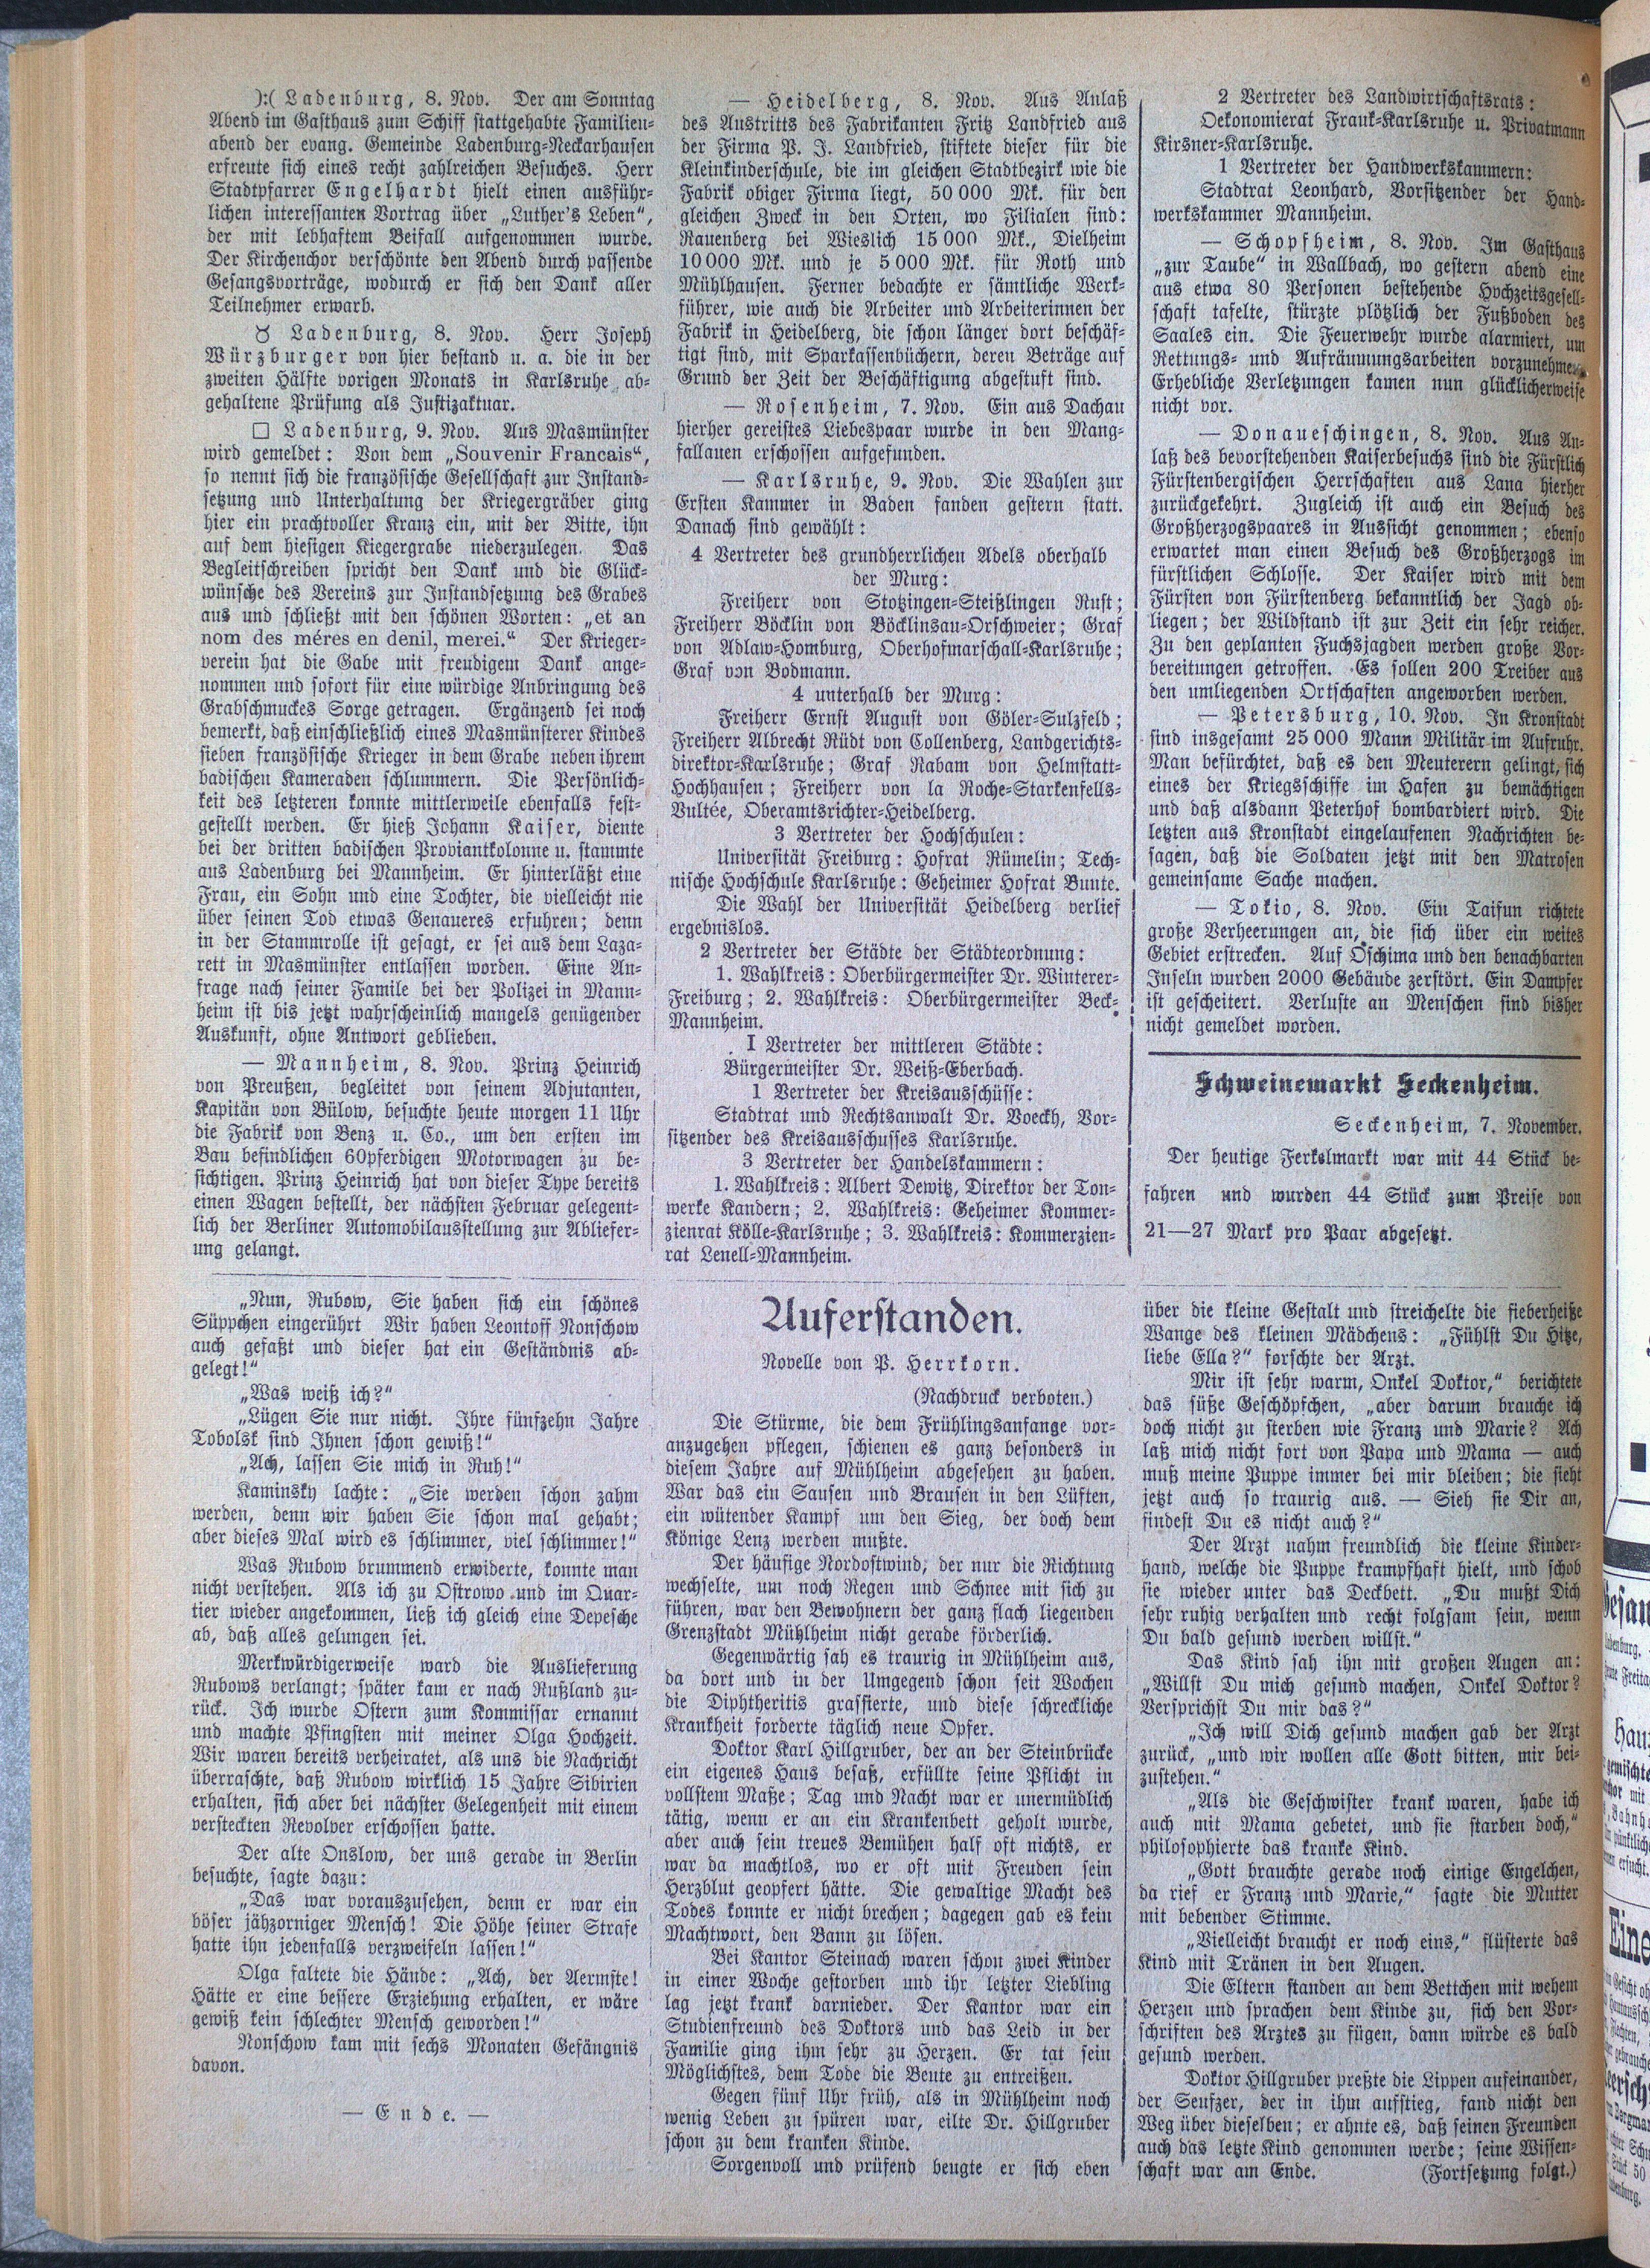 ):( Ladenburg, 8. Nov. Der am Sonntag
Abend im Gasthaus zum Schiff stattgehabte Familien-
abend der evang. Gemeinde Ladenburg-Neckarhausen
erfreute sich eines recht zahlreichen Besuches. Herr
Stadtpfarrer Engelhardt hielt einen ausführ-
lichen interessanten Vortrag über „Luther's Leben“,
der mit lebhaftem Beifall aufgenommen wurde.
Der Kirchenchor verschönte den Abend durch passende
Gesangsvorträge, wodurch er sich den Dank aller
Teilnehmer erwarb.
♉ Ladenburg, 8. Nov. Herr Joseph
Würzburger von hier bestand u. a. die in der
zweiten Hälfte vorigen Monats in Karlsruhe ab-
gehaltene Prüfung als Justizaktuar.
□ Ladenburg, 9. Nov. Aus Masmünster
wird gemeldet: Von dem „Souvenir Francais“,
so nennt sich die französische Gesellschaft zur Instand-
setzung und Unterhaltung der Kriegergräber ging
hier ein prachtvoller Kranz ein, mit der Bitte, ihn
auf dem hiesigen Kiegergrabe niederzulegen. Das
Begleitschreiben spricht den Dank und die Glück-
wünsche des Vereins zur Instandsetzung des Grabes
aus und schließt mit den schönen Worten: „et an
nom des méres en denil, merei.“ Der Krieger-
verein hat die Gabe mit freudigem Dank ange-
nommen und sofort für eine würdige Anbringung des
Grabschmuckes Sorge getragen. Ergänzend sei noch
bemerkt, daß einschließlich eines Masmünsterer Kindes
sieben französische Krieger in dem Grabe neben ihrem
badischen Kameraden schlummern. Die Persönlich-
keit des letzteren konnte mittlerweile ebenfalls fest-
gestellt werden. Er hieß Johann Kaiser, diente
bei der dritten badischen Proviantkolonne u. stammte
aus Ladenburg bei Mannheim. Er hinterläßt eine
Frau, ein Sohn und eine Tochter, die vielleicht nie
über seinen Tod etwas Genaueres erfuhren; denn
in der Stammrolle ist gesagt, er sei aus dem Laza-
rett in Masmünster entlassen worden. Eine An-
frage nach seiner Famile bei der Polizei in Mann-
heim ist bis jetzt wahrscheinlich mangels genügender
Auskunft, ohne Antwort geblieben.
— Mannheim, 8. Nov. Prinz Heinrich
von Preußen, begleitet von seinem Adjutanten,
Kapitän von Bülow, besuchte heute morgen 11 Uhr
die Fabrik von Benz u. Co., um den ersten im
Bau befindlichen 60pferdigen Motorwagen zu be-
sichtigen. Prinz Heinrich hat von dieser Type bereits
einen Wagen bestellt, der nächsten Februar gelegent-
lich der Berliner Automobilausstellung zur Abliefer-
ung gelangt.
— Heidelberg, 8. Nov. Aus Anlaß
des Austritts des Fabrikanten Fritz Landfried aus
der Firma P. J. Landfried, stiftete dieser für die
Kleinkinderschule, die im gleichen Stadtbezirk wie die
Fabrik obiger Firma liegt, 50 000 Mk. für den
gleichen Zweck in den Orten, wo Filialen sind:
Rauenberg bei Wieslich 15 000 Mk., Dielheim
10 000 Mk. und je 5 000 Mk. für Roth und
Mühlhausen. Ferner bedachte er sämtliche Werk-
führer, wie auch die Arbeiter und Arbeiterinnen der
Fabrik in Heidelberg, die schon länger dort beschäf-
tigt sind, mit Sparkassenbüchern, deren Beträge auf
Grund der Zeit der Beschäftigung abgestuft sind.
— Rosenheim, 7. Nov. Ein aus Dachau
hierher gereistes Liebespaar wurde in den Mang-
fallauen erschossen aufgefunden.
— Karlsruhe, 9. Nov. Die Wahlen zur
Ersten Kammer in Baden fanden gestern statt.
Danach sind gewählt:
4 Vertreter des grundherrlichen Adels oberhalb
der Murg:
Freiherr von Stotzingen-Steißlingen Rust;
Freiherr Böcklin von Böcklinsau-Orschweier; Graf
von Adlaw-Homburg, Oberhofmarschall-Karlsruhe;
Graf von Bodmann.
4 unterhalb der Murg:
Freiherr Ernst August von Göler-Sulzfeld;
Freiherr Albrecht Rüdt von Collenberg, Landgerichts-
direktor-Karlsruhe; Graf Rabam von Helmstatt-
Hochhausen; Freiherr von la Roche-Starkenfells-
Vultée, Oberamtsrichter-Heidelberg.
3 Vertreter der Hochschulen:
Universität Freiburg: Hofrat Rümelin; Tech-
nische Hochschule Karlsruhe: Geheimer Hofrat Bunte.
Die Wahl der Universität Heidelberg verlief
ergebnislos.
2 Vertreter der Städte der Städteordnung:
1. Wahlkreis: Oberbürgermeister Dr. Winterer-
Freiburg; 2. Wahlkreis: Oberbürgermeister Beck-
Mannheim.
1 Vertreter der mittleren Städte:
Bürgermeister Dr. Weiß-Eberbach.
1 Vertreter der Kreisausschüsse:
Stadtrat und Rechtsanwalt Dr. Boeckh, Vor-
sitzender des Kreisausschusses Karlsruhe.
3 Vertreter der Handelskammern:
1. Wahlkreis: Albert Dewitz, Direktor der Ton-
werke Kandern; 2. Wahlkreis: Geheimer Kommer-
zienrat Kölle-Karlsruhe; 3. Wahlkreis: Kommerzien-
rat Lenell-Mannheim.
2 Vertreter des Landwirtschaftsrats:
Oekonomierat Frank-Karlsruhe u. Privatmann
Kirsner-Karlsruhe.
1 Vertreter der Handwerkskammern:
Stadtrat Leonhard, Vorsitzender der Hand-
werkskammer Mannheim.
— Schopfheim, 8. Nov. Im Gasthaus
„zur Taube“ in Wallbach, wo gestern abend eine
aus etwa 80 Personen bestehende Hochzeitsgesell-
schaft tafelte, stürzte plötzlich der Fußboden des
Saales ein. Die Feuerwehr wurde alarmiert, um
Rettungs- und Aufräumungsarbeiten vorzunehmen.
Erhebliche Verletzungen kamen nun glücklicherweise
nicht vor.
— Donaueschingen, 8. Nov. Aus An-
laß des bevorstehenden Kaiserbesuchs sind die Fürstlich
Fürstenbergischen Herrschaften aus Lana hierher
zurückgekehrt. Zugleich ist auch ein Besuch des
Großherzogspaares in Aussicht genommen; ebenso
erwartet man einen Besuch des Großherzogs im
fürstlichen Schlosse. Der Kaiser wird mit dem
Fürsten von Fürstenberg bekanntlich der Jagd ob-
liegen; der Wildstand ist zur Zeit ein sehr reicher.
Zu den geplanten Fuchsjagden werden große Vor-
bereitungen getroffen. Es sollen 200 Treiber aus
den umliegenden Ortschaften angeworben werden.
— Petersburg, 10. Nov. In Kronstadt
sind insgesamt 25 000 Mann Militär im Aufruhr.
Man befürchtet, daß es den Meuterern gelingt, sich
eines der Kriegsschiffe im Hafen zu bemächtigen
und daß alsdann Peterhof bombardiert wird. Die
letzten aus Kronstadt eingelaufenen Nachrichten be-
sagen, daß die Soldaten jetzt mit den Matrosen
gemeinsame Sache machen.
— Tokio, 8. Nov. Ein Taifun richtete
große Verheerungen an, die sich über ein weites
Gebiet erstrecken. Auf Oschima und den benachbarten
Inseln wurden 2000 Gebäude zerstört. Ein Dampfer
ist gescheitert. Verluste an Menschen sind bisher
nicht gemeldet worden.
Schweinemarkt Seckenheim.
Seckenheim, 7. November.
Der heutige Ferkelmarkt war mit 44 Stück be-
fahren und wurden 44 Stück zum Preise von
21—27 Mark pro Paar abgesetzt.
„Nun, Rubow, Sie haben sich ein schönes
Süppchen eingerührt Wir haben Leontoff Nonschow
auch gefaßt und dieser hat ein Geständnis ab-
gelegt!“
„Was weiß ich?“
„Lügen Sie nur nicht. Ihre fünfzehn Jahre
Tobolsk sind Ihnen schon gewiß!“
„Ach, lassen Sie mich in Ruh!“
Kaminsky lachte: „Sie werden schon zahm
werden, denn wir haben Sie schon mal gehabt;
aber dieses Mal wird es schlimmer, viel schlimmer!“
Was Rubow brummend erwiderte, konnte man
nicht verstehen. Als ich zu Ostrowo und im Quar-
tier wieder angekommen, ließ ich gleich eine Depesche
ab, daß alles gelungen sei.
Merkwürdigerweise ward die Auslieferung
Rubows verlangt; später kam er nach Rußland zu-
rück. Ich wurde Ostern zum Kommissar ernannt
und machte Pfingsten mit meiner Olga Hochzeit.
Wir waren bereits verheiratet, als uns die Nachricht
überraschte, daß Rubow wirklich 15 Jahre Sibirien
erhalten, sich aber bei nächster Gelegenheit mit einem
versteckten Revolver erschossen hatte.
Der alte Onslow, der uns gerade in Berlin
besuchte, sagte dazu:
„Das war vorauszusehen, denn er war ein
böser jähzorniger Mensch! Die Höhe seiner Strafe
hatte ihn jedenfalls verzweifeln lassen!“
Olga faltete die Hände: „Ach, der Aermste!
Hätte er eine bessere Erziehung erhalten, er wäre
gewiß kein schlechter Mensch geworden!“
Nonschow kam mit sechs Monaten Gefängnis
davon.
— Ende. —
Auferstanden.
Novelle von P. Herrkorn.
(Nachdruck verboten.)
Die Stürme, die dem Frühlingsanfange vor-
anzugehen pflegen, schienen es ganz besonders in
diesem Jahre auf Mühlheim abgesehen zu haben.
War das ein Sausen und Brausen in den Lüften,
ein wütender Kampf um den Sieg, der doch dem
Könige Lenz werden mußte.
Der häufige Nordostwind, der nur die Richtung
wechselte, um noch Regen und Schnee mit sich zu
führen, war den Bewohnern der ganz flach liegenden
Grenzstadt Mühlheim nicht gerade förderlich.
Gegenwärtig sah es traurig in Mühlheim aus,
da dort und in der Umgegend schon seit Wochen
die Diphtheritis grassierte, und diese schreckliche
Krankheit forderte täglich neue Opfer.
Doktor Karl Hillgruber, der an der Steinbrücke
ein eigenes Haus besaß, erfüllte seine Pflicht in
vollstem Maße; Tag und Nacht war er unermüdlich
tätig, wenn er an ein Krankenbett geholt wurde,
aber auch sein treues Bemühen half oft nichts, er
war da machtlos, wo er oft mit Freuden sein
Herzblut geopfert hätte. Die gewaltige Macht des
Todes konnte er nicht brechen; dagegen gab es kein
Machtwort, den Bann zu lösen.
Bei Kantor Steinach waren schon zwei Kinder
in einer Woche gestorben und ihr letzter Liebling
lag jetzt krank darnieder. Der Kantor war ein
Studienfreund des Doktors und das Leid in der
Familie ging ihm sehr zu Herzen. Er tat sein
Möglichstes, dem Tode die Beute zu entreißen.
Gegen fünf Uhr früh, als in Mühlheim noch
wenig Leben zu spüren war, eilte Dr. Hillgruber
schon zu dem kranken Kinde.
Sorgenvoll und prüfend beugte er sich eben
über die kleine Gestalt und streichelte die fieberheiße
Wange des kleinen Mädchens: „Fühlst Du Hitze,
liebe Ella?“ forschte der Arzt.
Mir ist sehr warm, Onkel Doktor,“ berichtete
das süße Geschöpfchen, „aber darum brauche ich
doch nicht zu sterben wie Franz und Marie? Ach
laß mich nicht fort von Papa und Mama — auch
muß meine Puppe immer bei mir bleiben; die sieht
jetzt auch so traurig aus. — Sieh sie Dir an,
findest Du es nicht auch?“
Der Arzt nahm freundlich die kleine Kinder-
hand, welche die Puppe krampfhaft hielt, und schob
sie wieder unter das Deckbett. „Du mußt Dich
sehr ruhig verhalten und recht folgsam sein, wenn
Du bald gesund werden willst.“
Das Kind sah ihn mit großen Augen an:
„Willst Du mich gesund machen, Onkel Doktor?
Versprichst Du mir das?“
„Ich will Dich gesund machen gab der Arzt
zurück, „und wir wollen alle Gott bitten, mir bei-
zustehen.“
„Als die Geschwister krank waren, habe ich
auch mit Mama gebetet, und sie starben doch,“
philosophierte das kranke Kind.
„Gott brauchte gerade noch einige Engelchen,
da rief er Franz und Marie,“ sagte die Mutter
mit bebender Stimme.
„Vielleicht braucht er noch eins,“ flüsterte das
Kind mit Tränen in den Augen.
Die Eltern standen an dem Bettchen mit wehem
Herzen und sprachen dem Kinde zu, sich den Vor-
schriften des Arztes zu fügen, dann würde es bald
gesund werden.
Doktor Hillgruber preßte die Lippen aufeinander,
der Seufzer, der in ihm aufstieg, fand nicht den
Weg über dieselben; er ahnte es, daß seinen Freunden
auch das letzte Kind genommen werde; seine Wissen-
schaft war am Ende. (Fortsetzung folgt.)